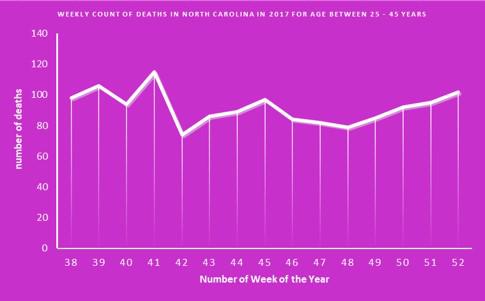 WEEKLY COUNT OF DEATHS IN NORTH CAROLINA IN 2017 FOR AGE BETWEEN 25 - 45 YEARS
140
120
100
80
60
40
20
0
number of deaths
38 39 40 41 42 43 44 45 46 47 48 49 50 51 52
Number of Week of the Year